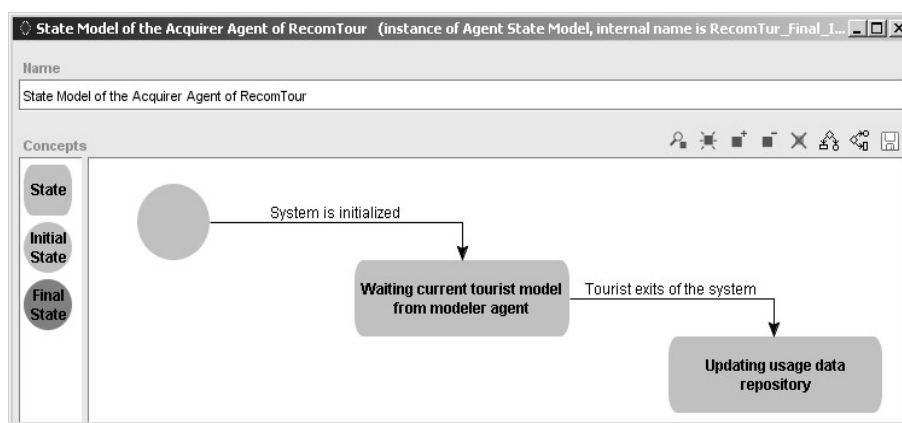 State Model of the Acquirer Agent of RecomTour (instance of Agent State Model, internal name is RecomTur_Final_I...
Name
State Model of the Acquirer Agent of RecomTour
Concepts
State
Initial
State
Final
State
System is initialized
Waiting current tourist model
from modeler agent
Tourist exits of the system
Updating usage data
repository